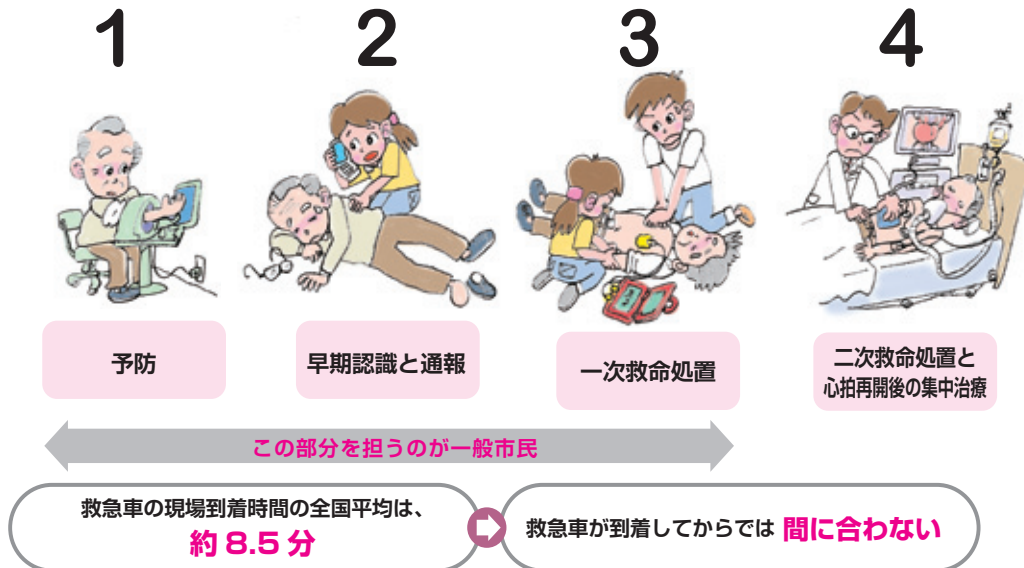 1
2
3
4
予防
早期認識と通報
一次救命処置
二次救命処置と
心拍再開後の集中治療
この部分を担うのが一般市民
救急車の現場到着時間の全国平均は、
約 8.5 分
救急車が到着してからでは 間に合わない